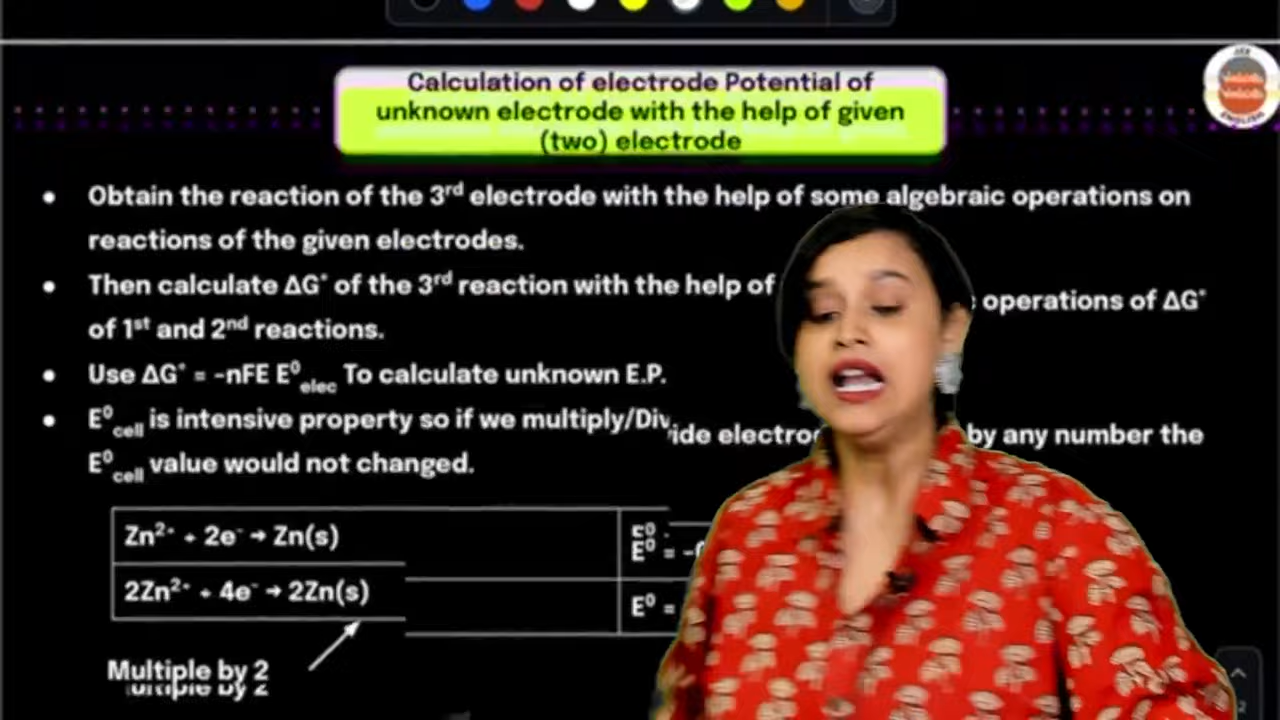 Calculation of electrode Potential of
unknown electrode with the help of given
(two) electrode
• Obtain the reaction of the 3rd electrode with the help of some algebraic operations on
reactions of the given electrodes.
• Then calculate ΔG° of the 3rd reaction with the help of operations of ΔG°
of 1st and 2nd reactions.
• Use ΔG° = -nFE E⁰elec To calculate unknown E.P.
• E⁰cell is intensive property so if we multiply/Divide by any number the
E⁰cell value would not changed.
Zn²⁺ + 2e⁻ → Zn(s) E⁰ = -
2Zn²⁺ + 4e⁻ → 2Zn(s) E⁰ =
Multiple by 2